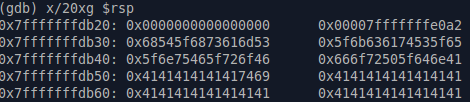 (gdb) x/20xg $rsp
0x7fffffffdb20: 0x0000000000000000 0x00007fffffffe0a2
0x7fffffffdb30: 0x68545f6873616d53 0x5f6b636174535f65
0x7fffffffdb40: 0x5f6e75465f726f46 0x666f72505f646e41
0x7fffffffdb50: 0x4141414141417469 0x4141414141414141
0x7fffffffdb60: 0x4141414141414141 0x4141414141414141